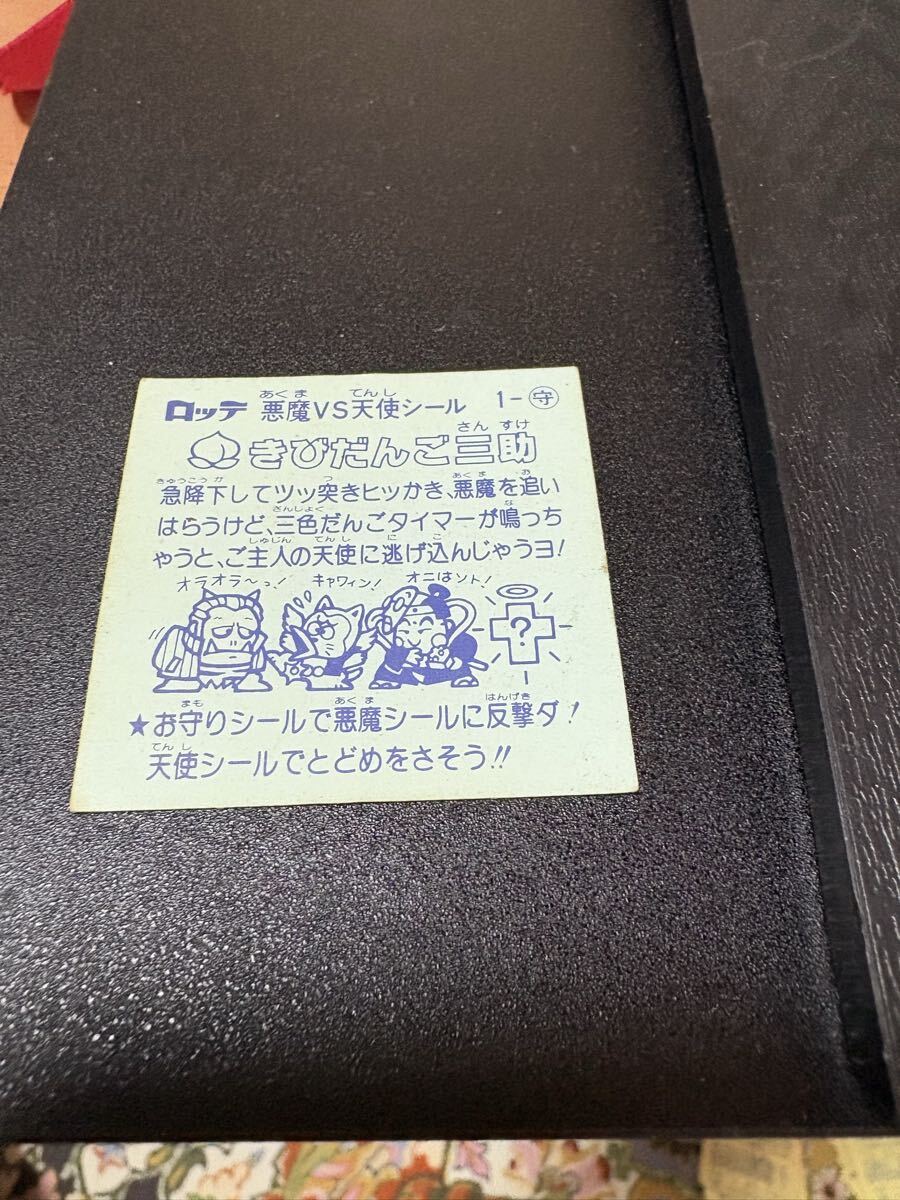 ロッテ 悪魔VS天使シール 1-守
きびだんご三助
急降下してツッ突きヒッかき、悪魔を追い
はらうけど、三色だんごタイマーが鳴っち
ゃうと、ご主人の天使に逃げ込んじゃうヨ!
オラオラ〜っ! キャワィン! オニはソト!
?
★お守りシールで悪魔シールに反撃ダ!
天使シールでとどめをさそう!!